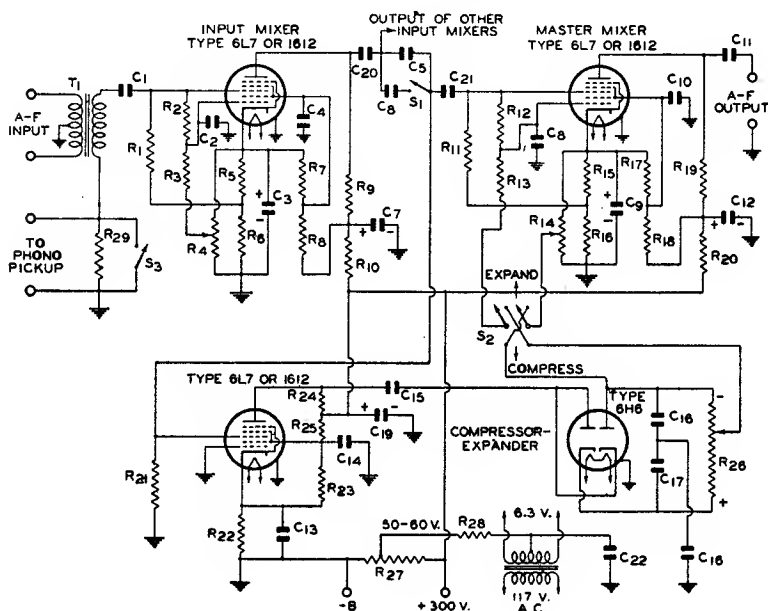 INPUT MIXER
TYPE 6L7 OR 1612
OUTPUT OF OTHER
INPUT MIXERS
MASTER MIXER
TYPE 6L7 OR 1612
T1
C1
A-F
INPUT
R1
R2
C2
R3
R4
R5
R6
C3
+
-
C4
R7
R8
C20
C5
C8
S1
R9
R10
C7
+
-
C21
R11
R12
C8
R13
R14
R15
R16
C9
+
-
R17
R18
C10
C11
A-F
OUTPUT
R19
C12
+
-
R20
TO
PHONO
PICKUP
R29
S3
EXPAND
S2
COMPRESS
TYPE 6L7 OR 1612
R24
R25
C15
C19
+
-
C14
R23
R21
R22
C13
50-60 V.
R28
R27
-B
+300 V.
6.3 V.
117 V.
A.C.
C22
COMPRESSOR-
EXPANDER
TYPE
6H6
C16
C17
R26
-
+
C16